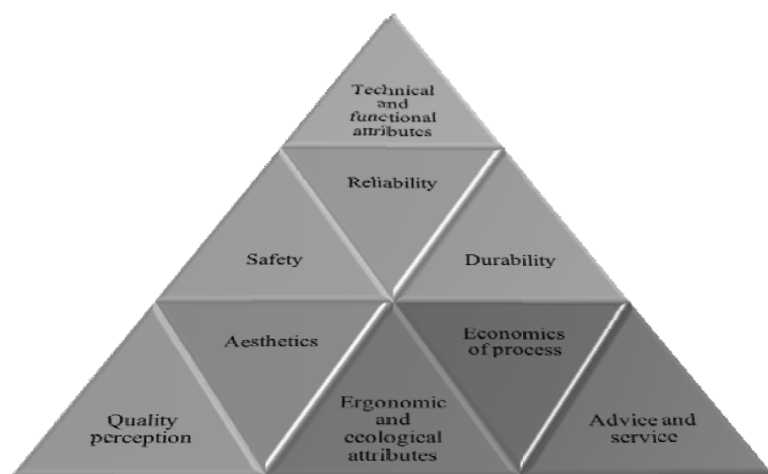 Technical
and
functional
attributes
Reliability
Safety
Durability
Aesthetics
Economics
of process
Quality
perception
Ergonomic
and
ecological
attributes
Advice and
service